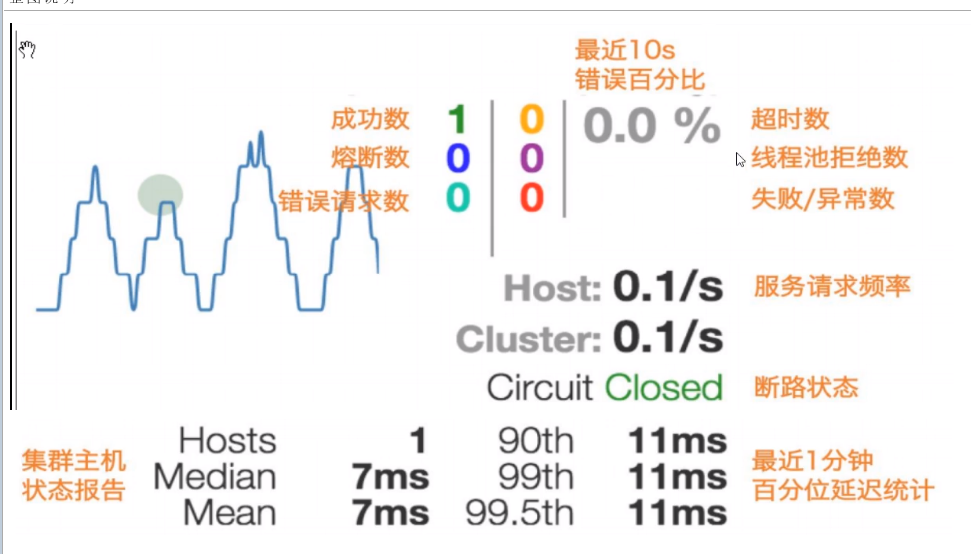 最近10s
错误百分比
成功数 1 0 0.0 % 超时数
熔断数 0 0 线程池拒绝数
错误请求数 0 0 失败/异常数
Host: 0.1/s 服务请求频率
Cluster: 0.1/s
Circuit Closed 断路状态
集群主机
状态报告
Hosts 1 90th 11ms
Median 7ms 99th 11ms
Mean 7ms 99.5th 11ms
最近1分钟
百分位延迟统计